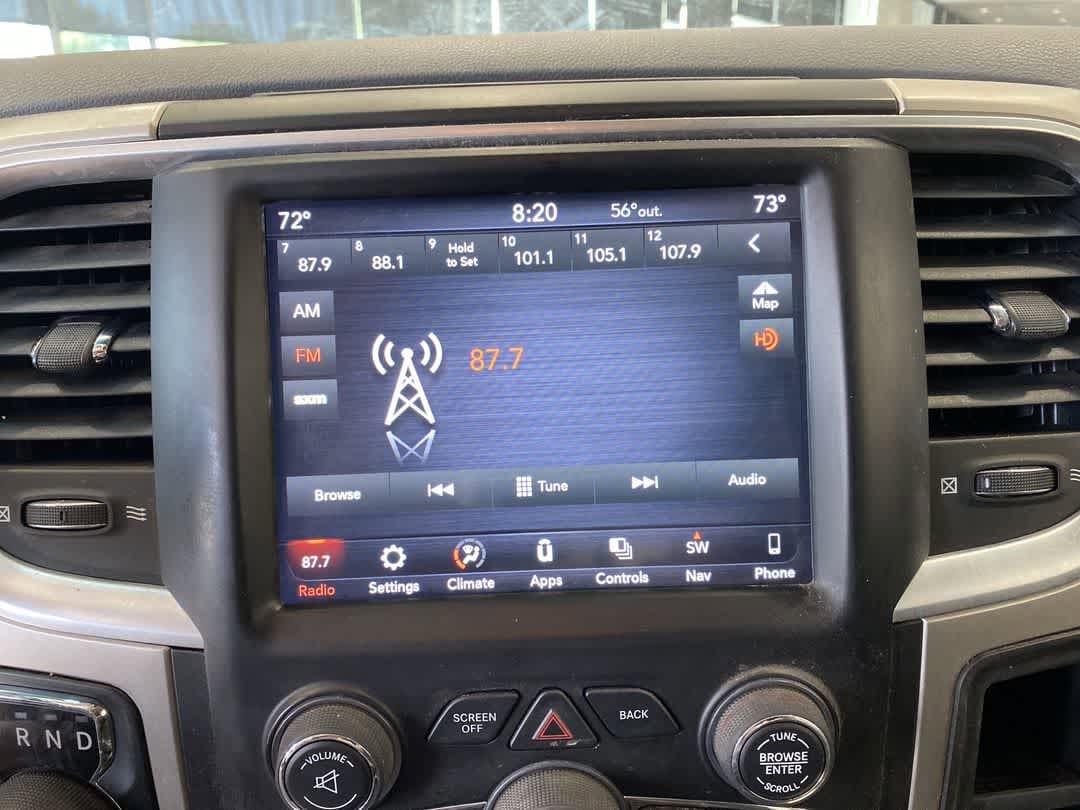 72° 8:20 56°out. 73°
7 87.9 8 88.1 9 Hold to Set 10 101.1 11 105.1 12 107.9
AM
Map
FM
87.7
HD
sxm
Browse Tune Audio
87.7 SW
Radio Settings Climate Apps Controls Nav Phone
SCREEN OFF
BACK
R N D
VOLUME
TUNE
BROWSE
ENTER
SCROLL